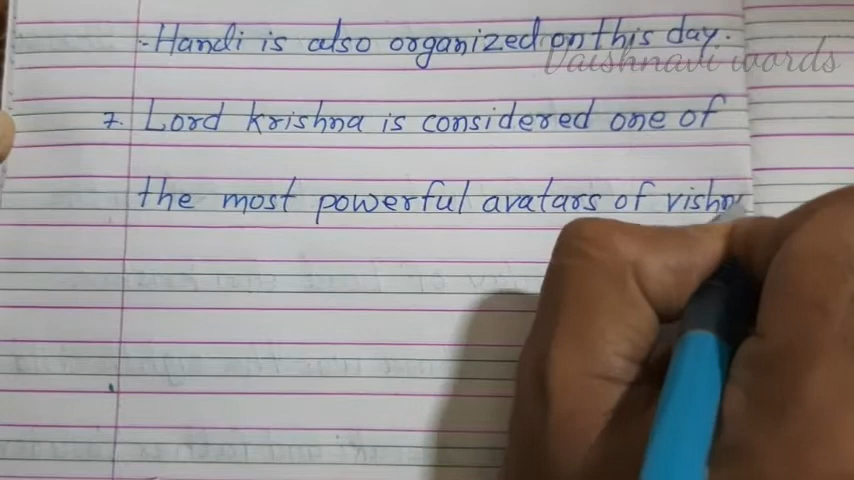 -Handi is also organized on this day.
Vaishnavi words
7. Lord krishna is considered one of
the most powerful avatars of vishn